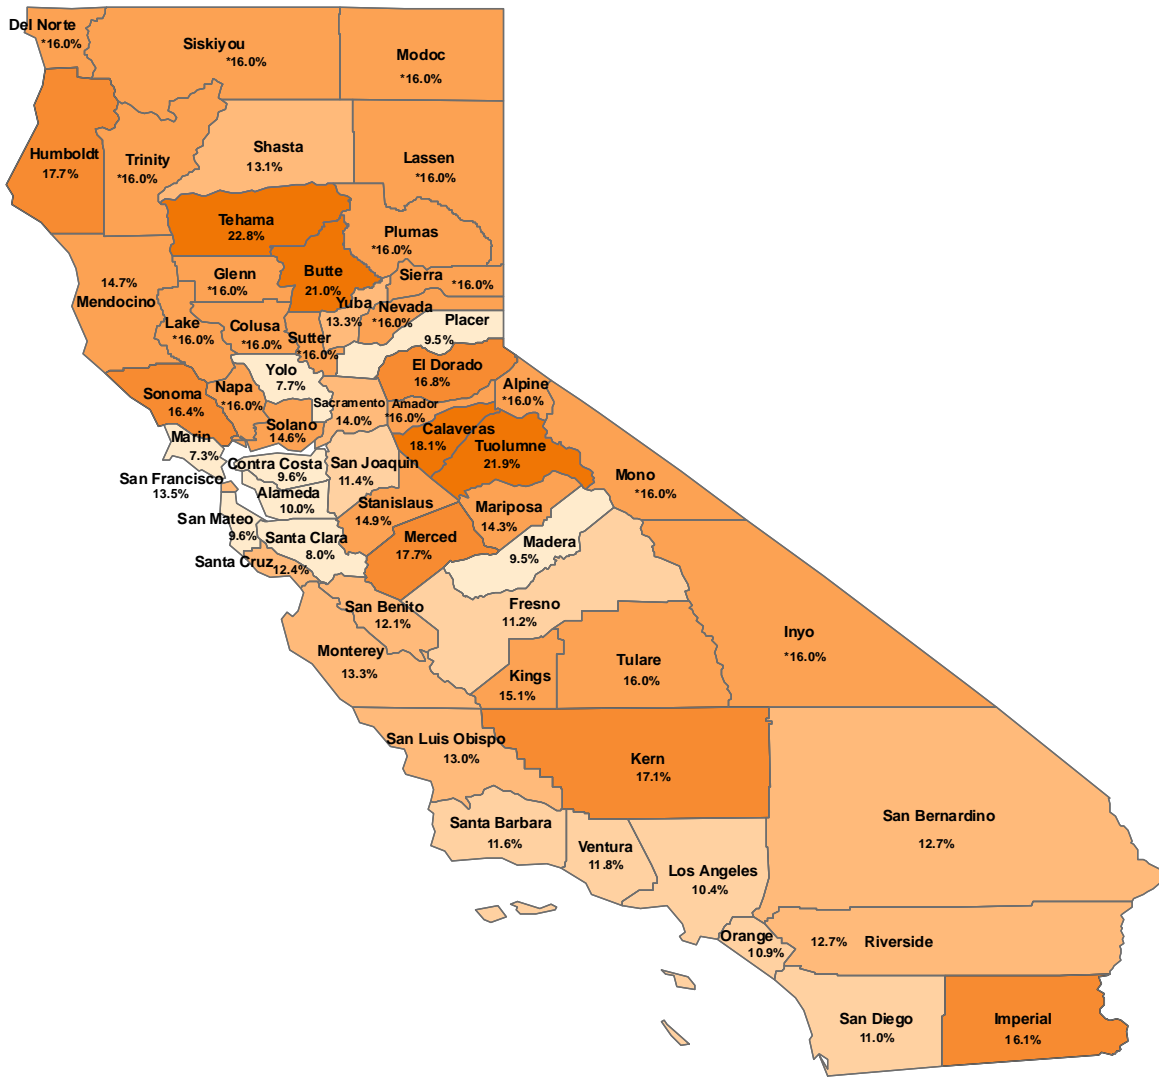 Del Norte
*16.0%
Siskiyou
*16.0%
Modoc
*16.0%
Humboldt
17.7%
Trinity
*16.0%
Shasta
13.1%
Lassen
*16.0%
Tehama
22.8%
Plumas
*16.0%
14.7%
Mendocino
Glenn
*16.0%
Butte
21.0%
Sierra
*16.0%
Lake
*16.0%
Colusa
*16.0%
Sutter
*16.0%
Yuba
13.3%
Nevada
*16.0%
Placer
9.5%
Sonoma
16.4%
Napa
*16.0%
Yolo
7.7%
El Dorado
16.8%
Alpine
*16.0%
Sacramento
14.0%
Amador
*16.0%
Solano
14.6%
Calaveras
18.1%
Tuolumne
21.9%
Marin
7.3%
Contra Costa
9.6%
San Joaquin
11.4%
Mono
*16.0%
San Francisco
13.5%
Alameda
10.0%
Stanislaus
14.9%
Mariposa
14.3%
San Mateo
9.6%
Santa Clara
8.0%
Merced
17.7%
Madera
9.5%
Santa Cruz
12.4%
San Benito
12.1%
Fresno
11.2%
Inyo
*16.0%
Monterey
13.3%
Kings
15.1%
Tulare
16.0%
San Luis Obispo
13.0%
Kern
17.1%
San Bernardino
12.7%
Santa Barbara
11.6%
Ventura
11.8%
Los Angeles
10.4%
Orange
10.9%
12.7% Riverside
San Diego
11.0%
Imperial
16.1%